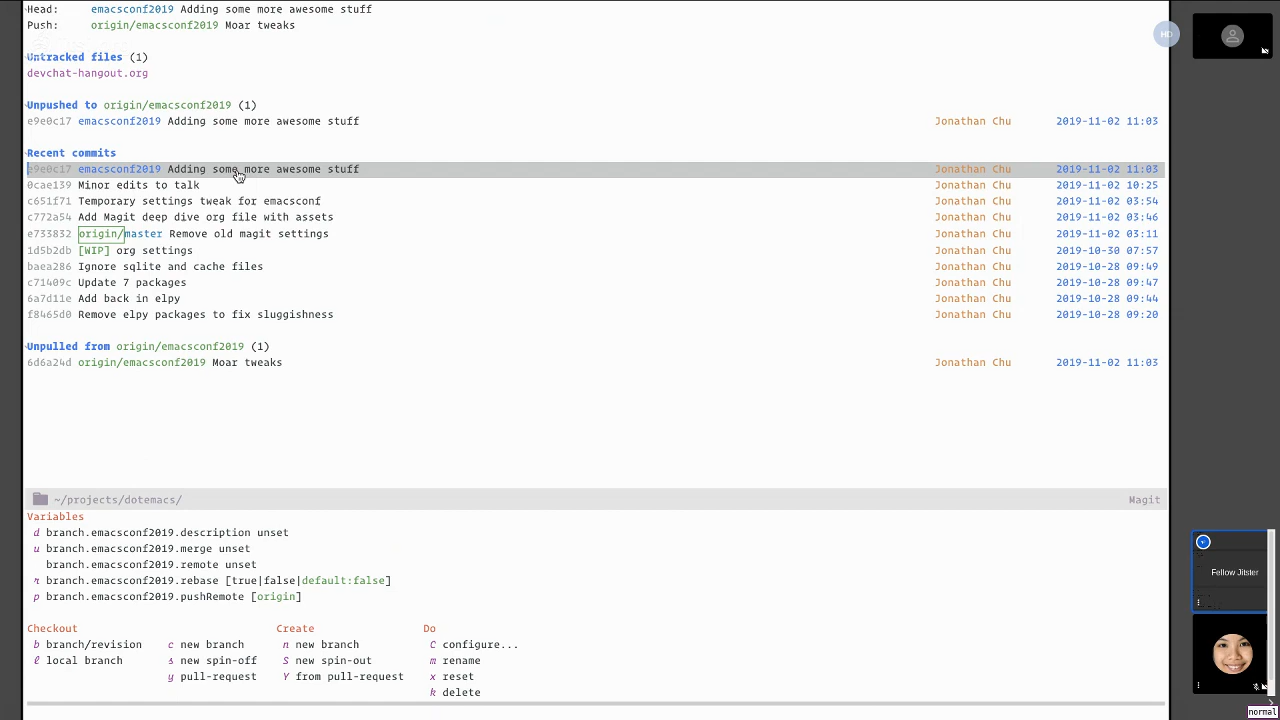 Head: emacsconf2019 Adding some more awesome stuff
Push: origin/emacsconf2019 Moar tweaks
Untracked files (1)
devchat-hangout.org
Unpushed to origin/emacsconf2019 (1)
e9e0c17 emacsconf2019 Adding some more awesome stuff Jonathan Chu 2019-11-02 11:03
Recent commits
e9e0c17 emacsconf2019 Adding some more awesome stuff Jonathan Chu 2019-11-02 11:03
0cae139 Minor edits to talk Jonathan Chu 2019-11-02 10:25
c651f71 Temporary settings tweak for emacsconf Jonathan Chu 2019-11-02 03:54
c772a54 Add Magit deep dive org file with assets Jonathan Chu 2019-11-02 03:46
e733832 origin/master Remove old magit settings Jonathan Chu 2019-11-02 03:11
1d5b2db [WIP] org settings Jonathan Chu 2019-10-30 07:57
baea286 Ignore sqlite and cache files Jonathan Chu 2019-10-28 09:49
c71409c Update 7 packages Jonathan Chu 2019-10-28 09:47
6a7d11e Add back in elpy Jonathan Chu 2019-10-28 09:44
f8465d0 Remove elpy packages to fix sluggishness Jonathan Chu 2019-10-28 09:20
Unpulled from origin/emacsconf2019 (1)
6d6a24d origin/emacsconf2019 Moar tweaks Jonathan Chu 2019-11-02 11:03
~/projects/dotemacs/ Magit
Variables
d branch.emacsconf2019.description unset
u branch.emacsconf2019.merge unset
branch.emacsconf2019.remote unset
r branch.emacsconf2019.rebase [true|false|default:false]
p branch.emacsconf2019.pushRemote [origin]
Checkout Create Do
b branch/revision c new branch n new branch C configure...
l local branch s new spin-off S new spin-out m rename
y pull-request Y from pull-request x reset
k delete
HD
Fellow Jitster
normal